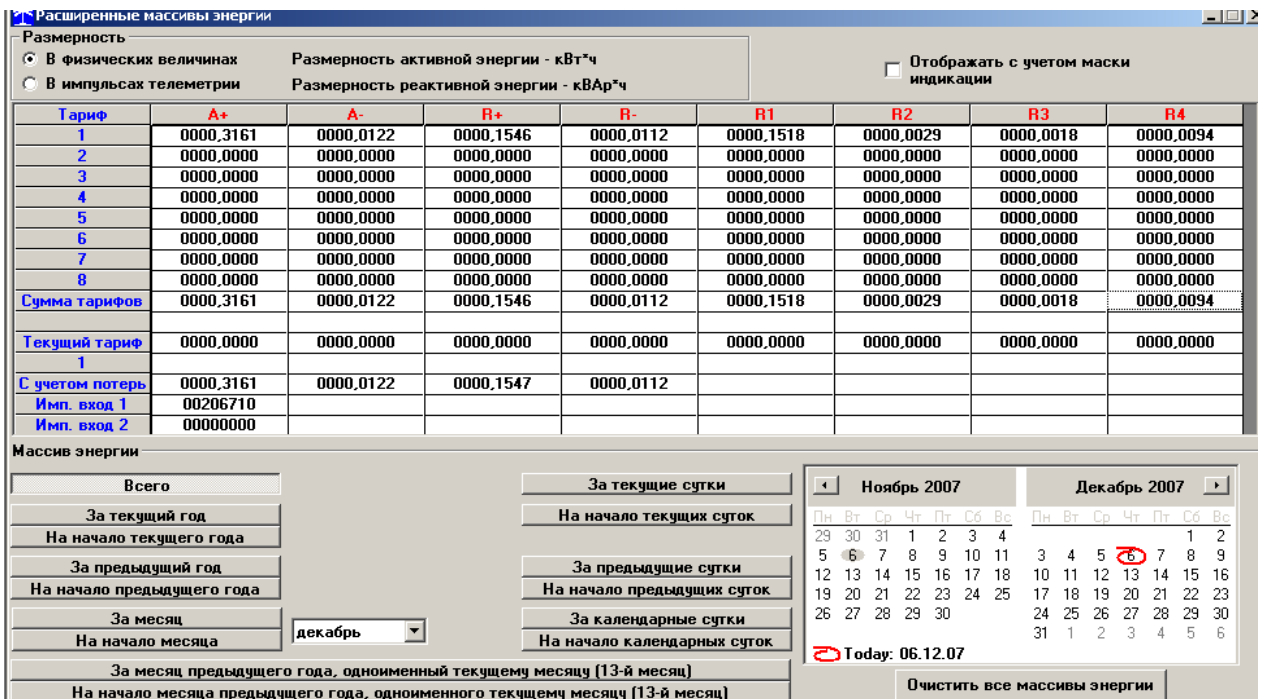 Расширенные массивы энергии
Размерность
В физических величинах Размерность активной энергии - кВт*ч
В импульсах телеметрии Размерность реактивной энергии - кВАр*ч
Отображать с учетом маски
индикации
Тариф A+ A- R+ R- R1 R2 R3 R4
1 0000,3161 0000,0122 0000,1546 0000,0112 0000,1518 0000,0029 0000,0018 0000,0094
2 0000,0000 0000,0000 0000,0000 0000,0000 0000,0000 0000,0000 0000,0000 0000,0000
3 0000,0000 0000,0000 0000,0000 0000,0000 0000,0000 0000,0000 0000,0000 0000,0000
4 0000,0000 0000,0000 0000,0000 0000,0000 0000,0000 0000,0000 0000,0000 0000,0000
5 0000,0000 0000,0000 0000,0000 0000,0000 0000,0000 0000,0000 0000,0000 0000,0000
6 0000,0000 0000,0000 0000,0000 0000,0000 0000,0000 0000,0000 0000,0000 0000,0000
7 0000,0000 0000,0000 0000,0000 0000,0000 0000,0000 0000,0000 0000,0000 0000,0000
8 0000,0000 0000,0000 0000,0000 0000,0000 0000,0000 0000,0000 0000,0000 0000,0000
Сумма тарифов 0000,3161 0000,0122 0000,1546 0000,0112 0000,1518 0000,0029 0000,0018 0000,0094
Текущий тариф 0000,0000 0000,0000 0000,0000 0000,0000 0000,0000 0000,0000 0000,0000 0000,0000
1
С учетом потерь 0000,3161 0000,0122 0000,1547 0000,0112
Имп. вход 1 00206710
Имп. вход 2 00000000
Массив энергии
Всего
За текущий год
На начало текущего года
За предыдущий год
На начало предыдущего года
За месяц
На начало месяца
декабрь
За текущие сутки
На начало текущих суток
За предыдущие сутки
На начало предыдущих суток
За календарные сутки
На начало календарных суток
За месяц предыдущего года, одноименный текущему месяцу (13-й месяц)
На начало месяца предыдущего года, одноименного текущему месяцу (13-й месяц)
Ноябрь 2007
Пн Вт Ср Чт Пт Сб Вс
29 30 31 1 2 3 4
5 6 7 8 9 10 11
12 13 14 15 16 17 18
19 20 21 22 23 24 25
26 27 28 29 30
Декабрь 2007
Пн Вт Ср Чт Пт Сб Вс
1 2
3 4 5 6 7 8 9
10 11 12 13 14 15 16
17 18 19 20 21 22 23
24 25 26 27 28 29 30
31 1 2 3 4 5 6
Today: 06.12.07
Очистить все массивы энергии